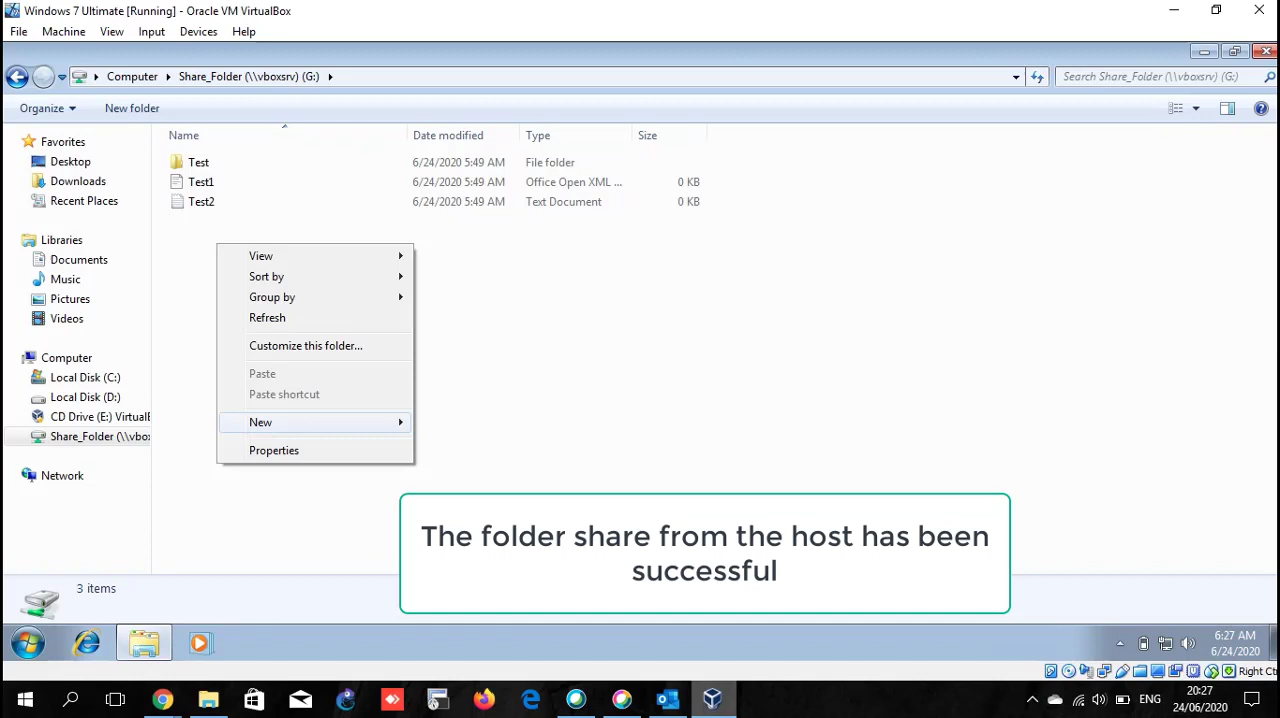 Windows 7 Ultimate [Running] - Oracle VM VirtualBox
File Machine View Input Devices Help
Computer Share_Folder (\\vboxsrv) (G:)
Search Share_Folder (\\vboxsrv) (G:)
Organize New folder
Name Date modified Type Size
Favorites
Desktop
Downloads
Recent Places
Libraries
Documents
Music
Pictures
Videos
Computer
Local Disk (C:)
Local Disk (D:)
CD Drive (E:) VirtualB
Share_Folder (\\vbox
Network
Test 6/24/2020 5:49 AM File folder
Test1 6/24/2020 5:49 AM Office Open XML ... 0 KB
Test2 6/24/2020 5:49 AM Text Document 0 KB
View
Sort by
Group by
Refresh
Customize this folder...
Paste
Paste shortcut
New
Properties
The folder share from the host has been
successful
3 items
6:27 AM
6/24/2020
Right Ct
ENG
20:27
24/06/2020